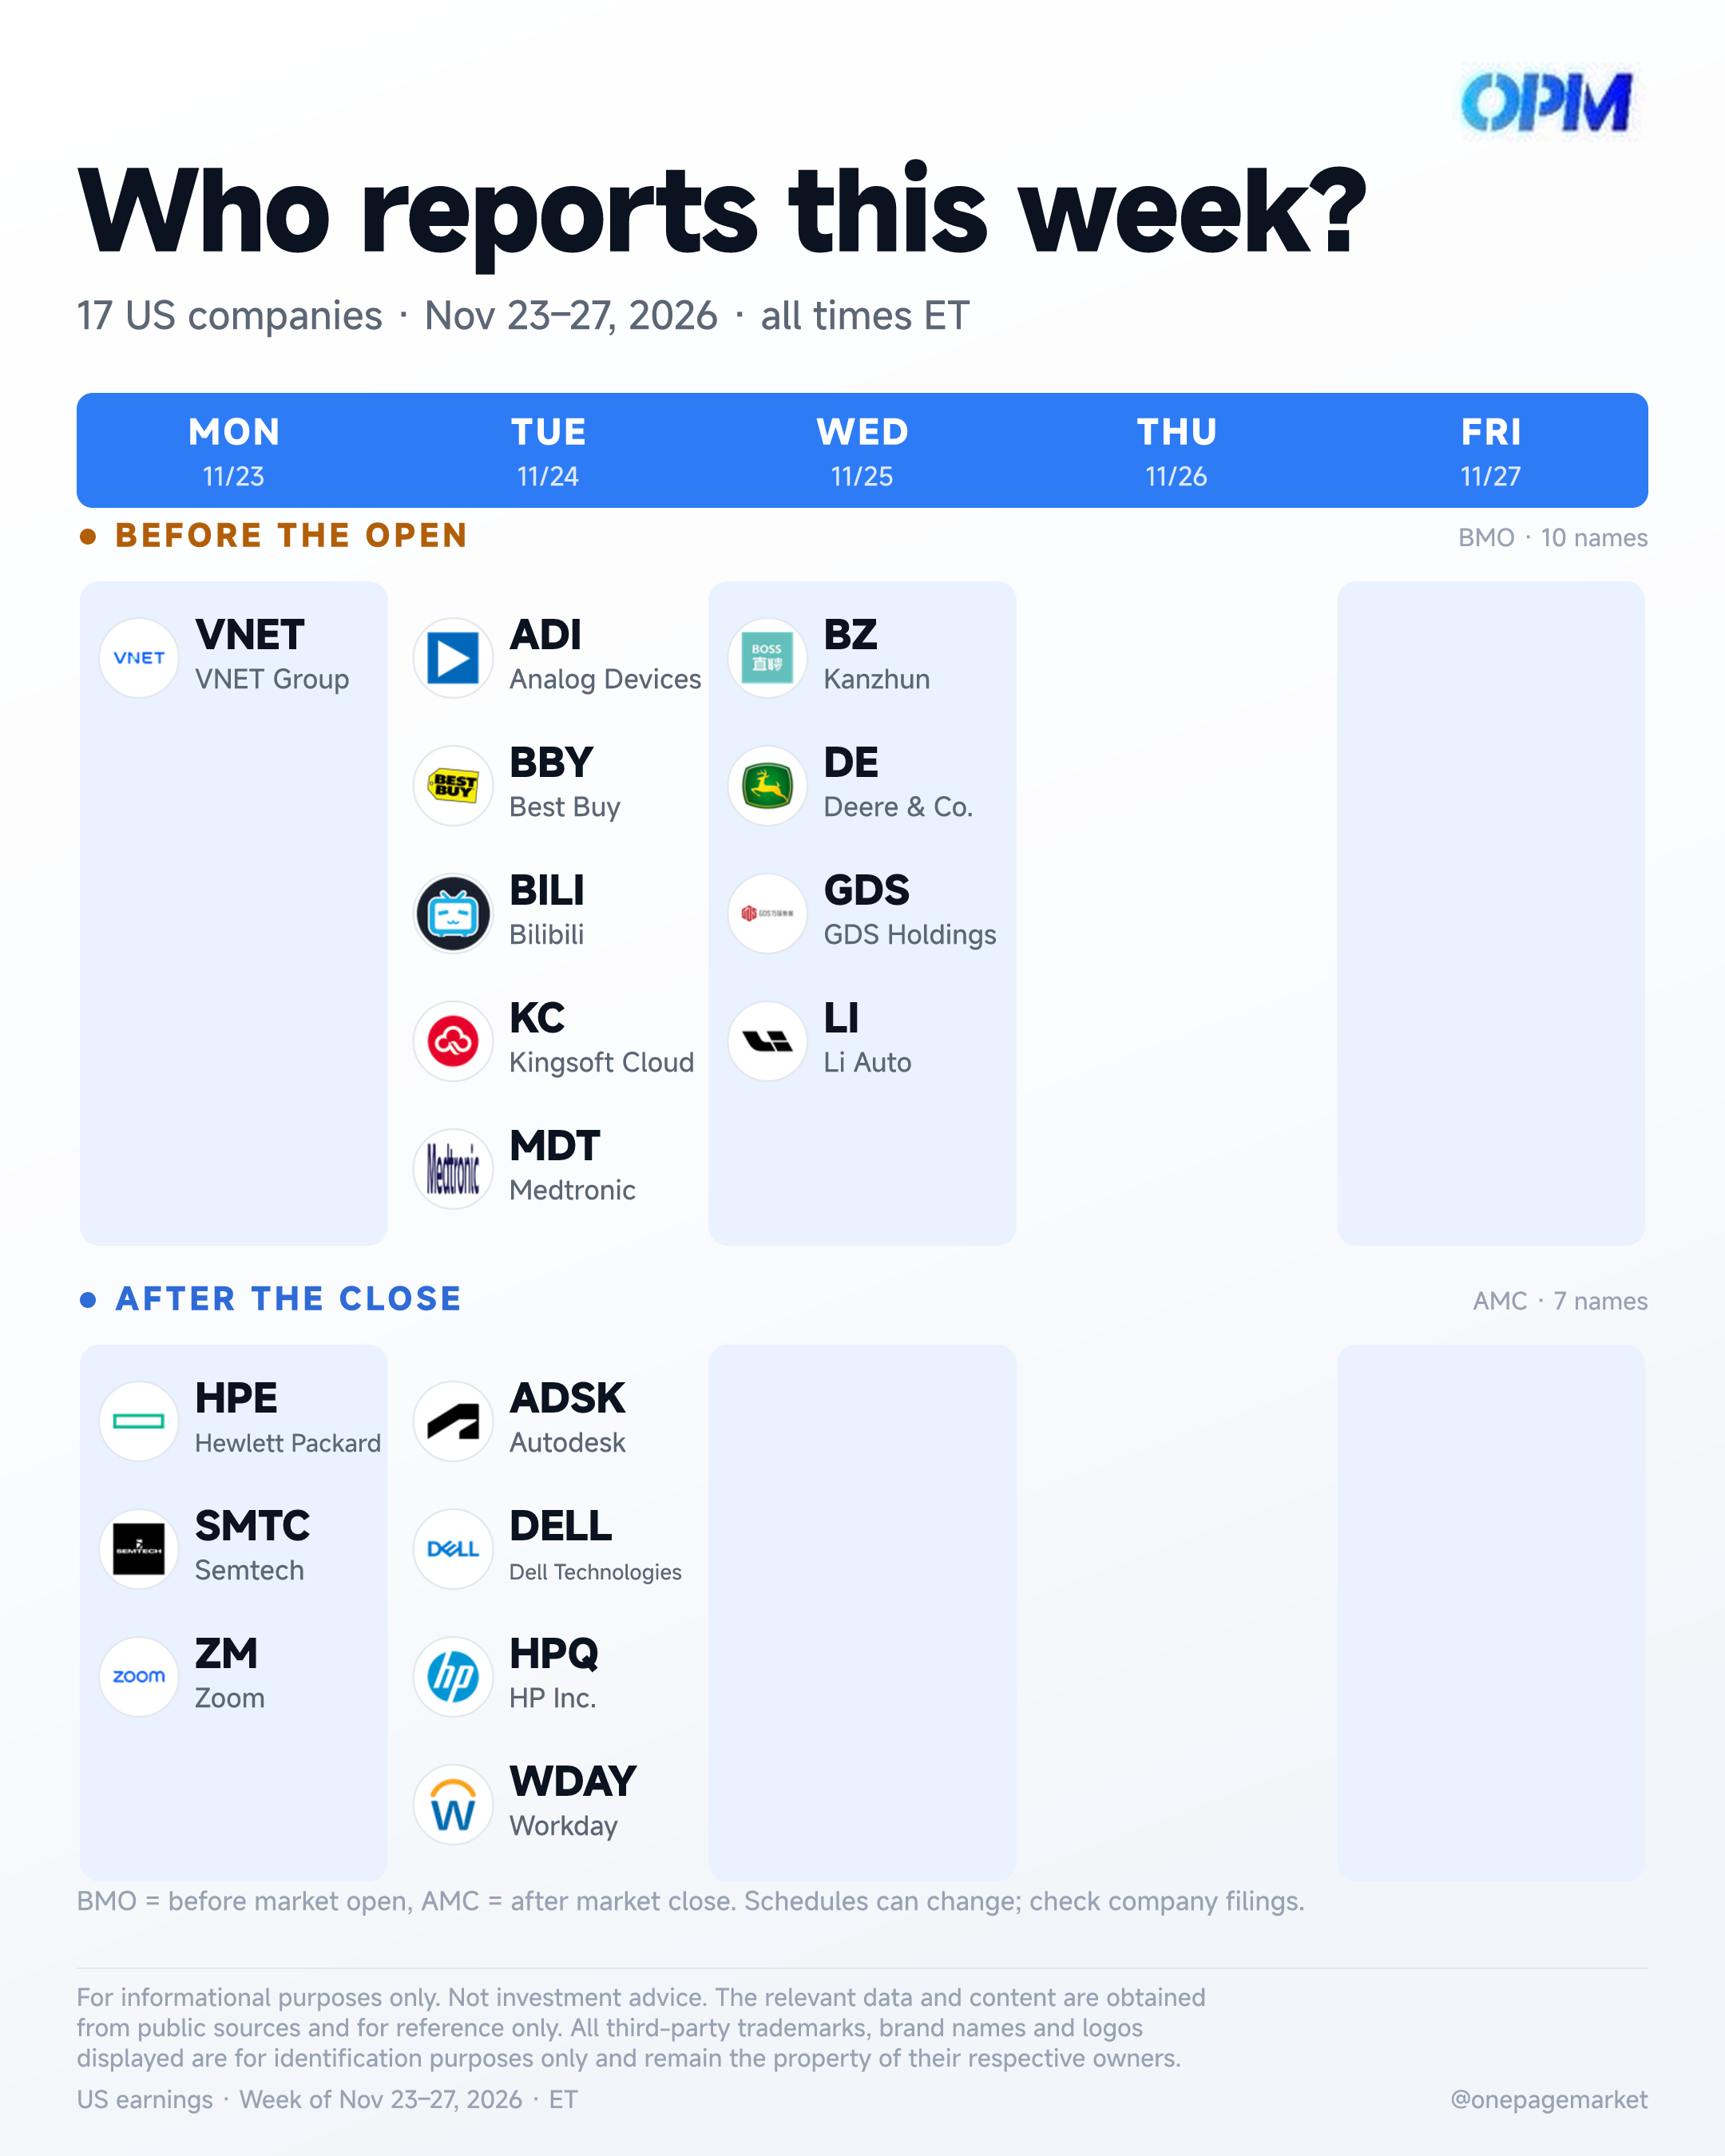 OPM
Who reports this week?
17 US companies · Nov 23–27, 2026 · all times ET
MON TUE WED THU FRI
11/23 11/24 11/25 11/26 11/27
BEFORE THE OPEN
BMO · 10 names
VNET
VNET
VNET Group
ADI
Analog Devices
BEST BUY
BBY
Best Buy
BILI
Bilibili
KC
Kingsoft Cloud
Medtronic
MDT
Medtronic
BOSS
直聘
BZ
Kanzhun
DE
Deere & Co.
GDS万国数据
GDS
GDS Holdings
LI
Li Auto
AFTER THE CLOSE
AMC · 7 names
HPE
Hewlett Packard
SEMTECH
SMTC
Semtech
zoom
ZM
Zoom
ADSK
Autodesk
DELL
DELL
Dell Technologies
hp
HPQ
HP Inc.
W
WDAY
Workday
BMO = before market open, AMC = after market close. Schedules can change; check company filings.
For informational purposes only. Not investment advice. The relevant data and content are obtained
from public sources and for reference only. All third-party trademarks, brand names and logos
displayed are for identification purposes only and remain the property of their respective owners.
US earnings · Week of Nov 23–27, 2026 · ET
@onepagemarket